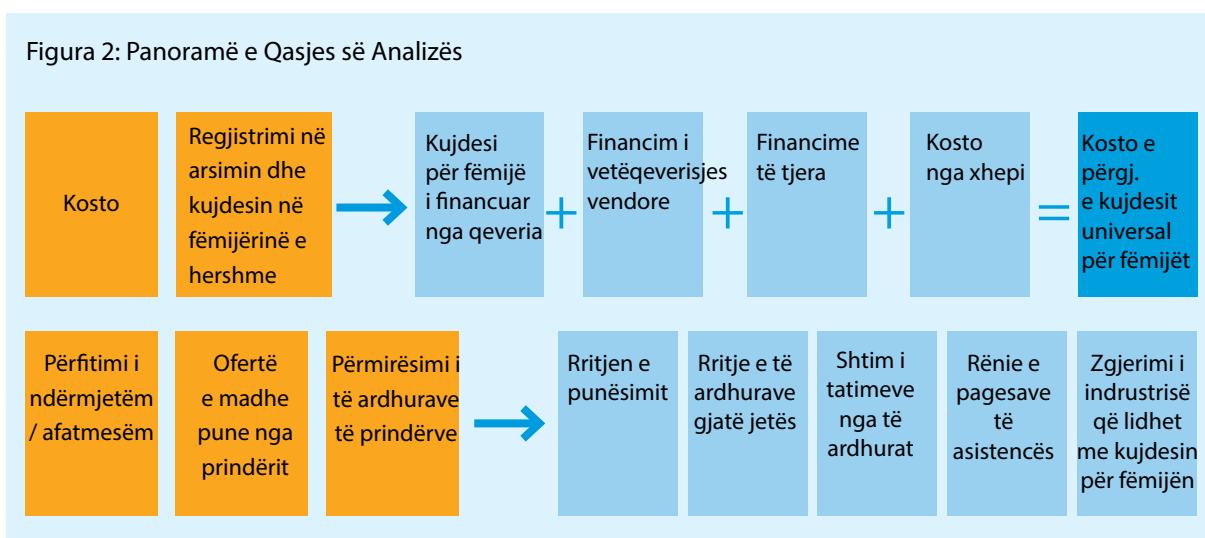 Figura 2: Panoramë e Qasjes së Analizës
Kosto
Regjistrimi në
arsimin dhe
kujdesin në
fëmijërinë e
hershme
Kujdesi
për fëmijë
i financuar
nga qeveria
+
Financim i
vetëqeverisjes
vendore
+
Financime
të tjera
+
Kosto
nga xhepi
=
Kosto e
përgj.
e kujdesit
universal
për fëmijët
Përfitimi i
ndërmjetëm
/ afatmesëm
Ofertë
e madhe
pune nga
prindërit
Përmirësimi i
të ardhurave
të prindërve
Rritjen e
punësimit
Rritje e të
ardhurave
gjatë jetës
Shtim i
tatimeve
nga të
ardhurat
Rënie e
pagesave
të
asistencës
Zgjerimi i
indrustrisë
që lidhet
me kujdesin
për fëmijën